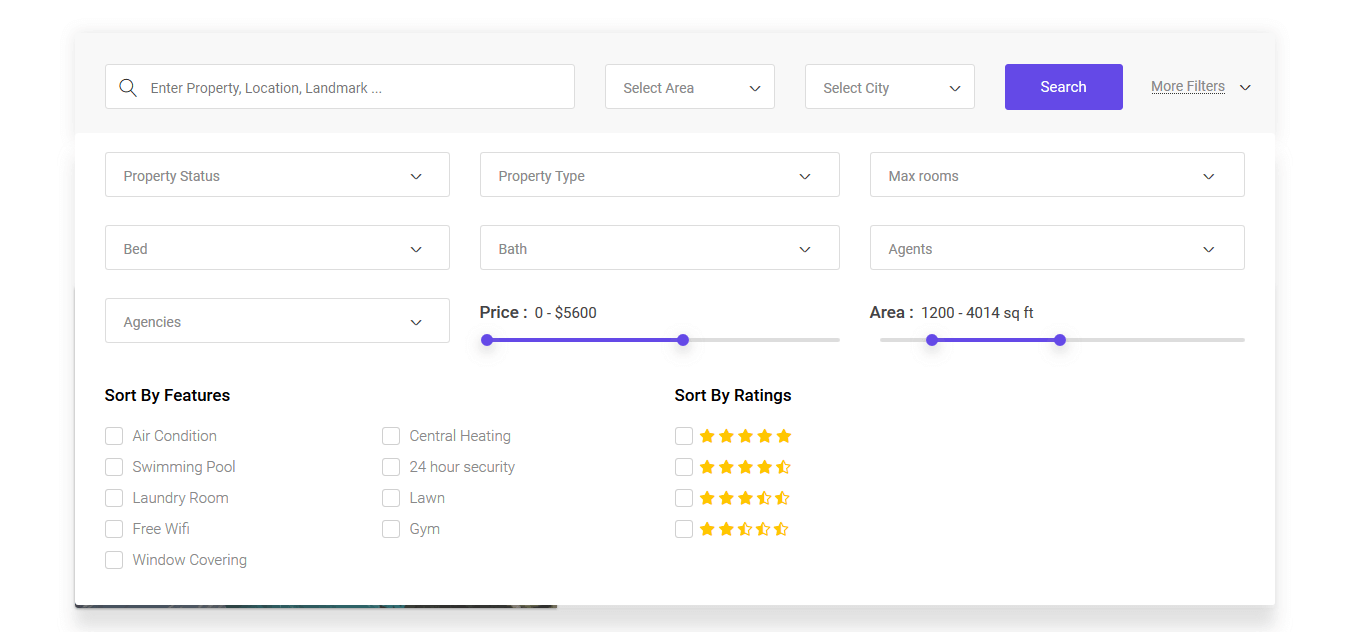 Enter Property, Location, Landmark ...
Select Area
Select City
Search
More Filters
Property Status
Property Type
Max rooms
Bed
Bath
Agents
Agencies
Price : 0 - $5600
Area : 1200 - 4014 sq ft
Sort By Features
Sort By Ratings
Air Condition
Central Heating
Swimming Pool
24 hour security
Laundry Room
Lawn
Free Wifi
Gym
Window Covering